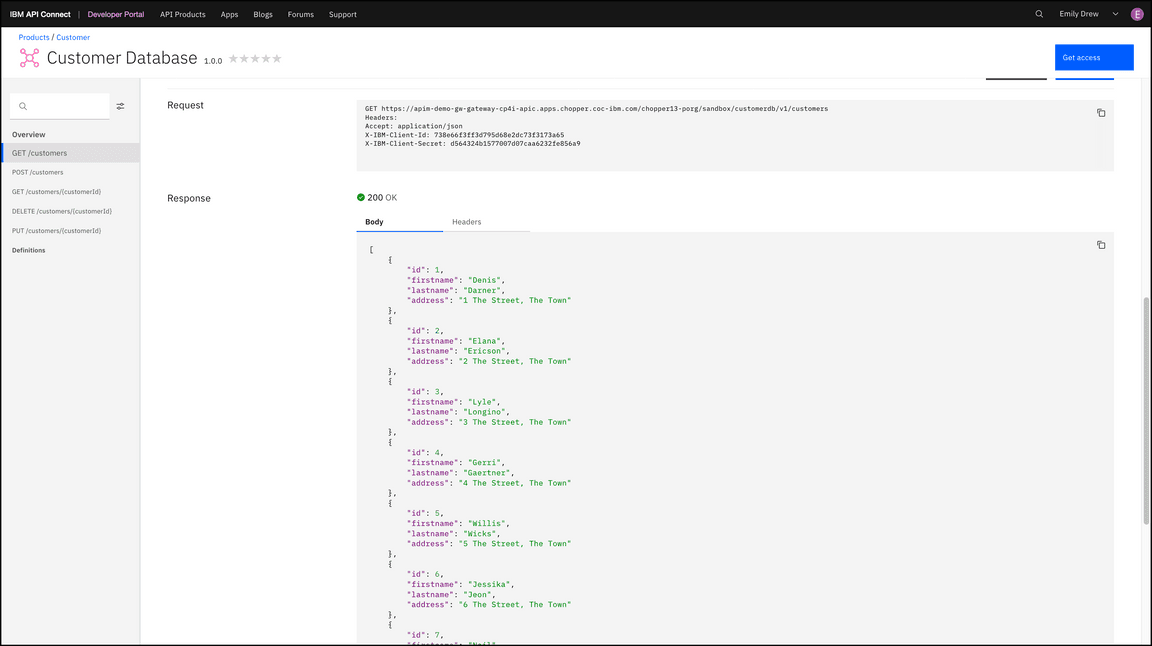 IBM API Connect | Developer Portal API Products Apps Blogs Forums Support Emily Drew E
Products / Customer
Customer Database 1.0.0
Get access
Overview
GET /customers
POST /customers
GET /customers/{customerId}
DELETE /customers/{customerId}
PUT /customers/{customerId}
Definitions
Request
GET https://apim-demo-gw-gateway-cp4i-apic.apps.chopper.coc-ibm.com/chopper13-porg/sandbox/customerdb/v1/customers
Headers:
Accept: application/json
X-IBM-Client-Id: 738e66f3ff3d795d68e2dc73f3173a65
X-IBM-Client-Secret: d564324b1577007d07caa6232fe856a9
Response
200 OK
Body Headers
[
{
"id": 1,
"firstname": "Denis",
"lastname": "Darner",
"address": "1 The Street, The Town"
},
{
"id": 2,
"firstname": "Elana",
"lastname": "Ericson",
"address": "2 The Street, The Town"
},
{
"id": 3,
"firstname": "Lyle",
"lastname": "Longino",
"address": "3 The Street, The Town"
},
{
"id": 4,
"firstname": "Gerri",
"lastname": "Gaertner",
"address": "4 The Street, The Town"
},
{
"id": 5,
"firstname": "Willis",
"lastname": "Wicks",
"address": "5 The Street, The Town"
},
{
"id": 6,
"firstname": "Jessika",
"lastname": "Jeon",
"address": "6 The Street, The Town"
},
{
"id": 7,